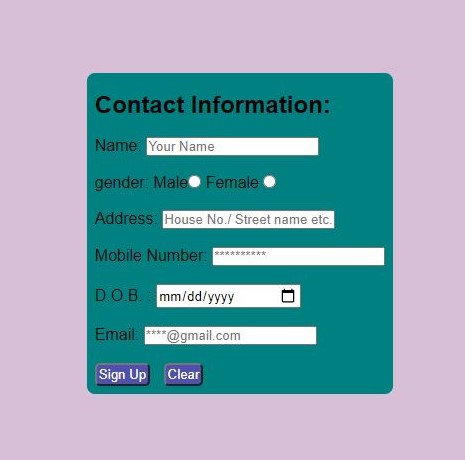 Contact Information:
Name: Your Name
gender: Male Female
Address: House No./ Street name etc.
Mobile Number: **********
D.O.B. : mm/dd/yyyy
Email: ****@gmail.com
Sign Up Clear